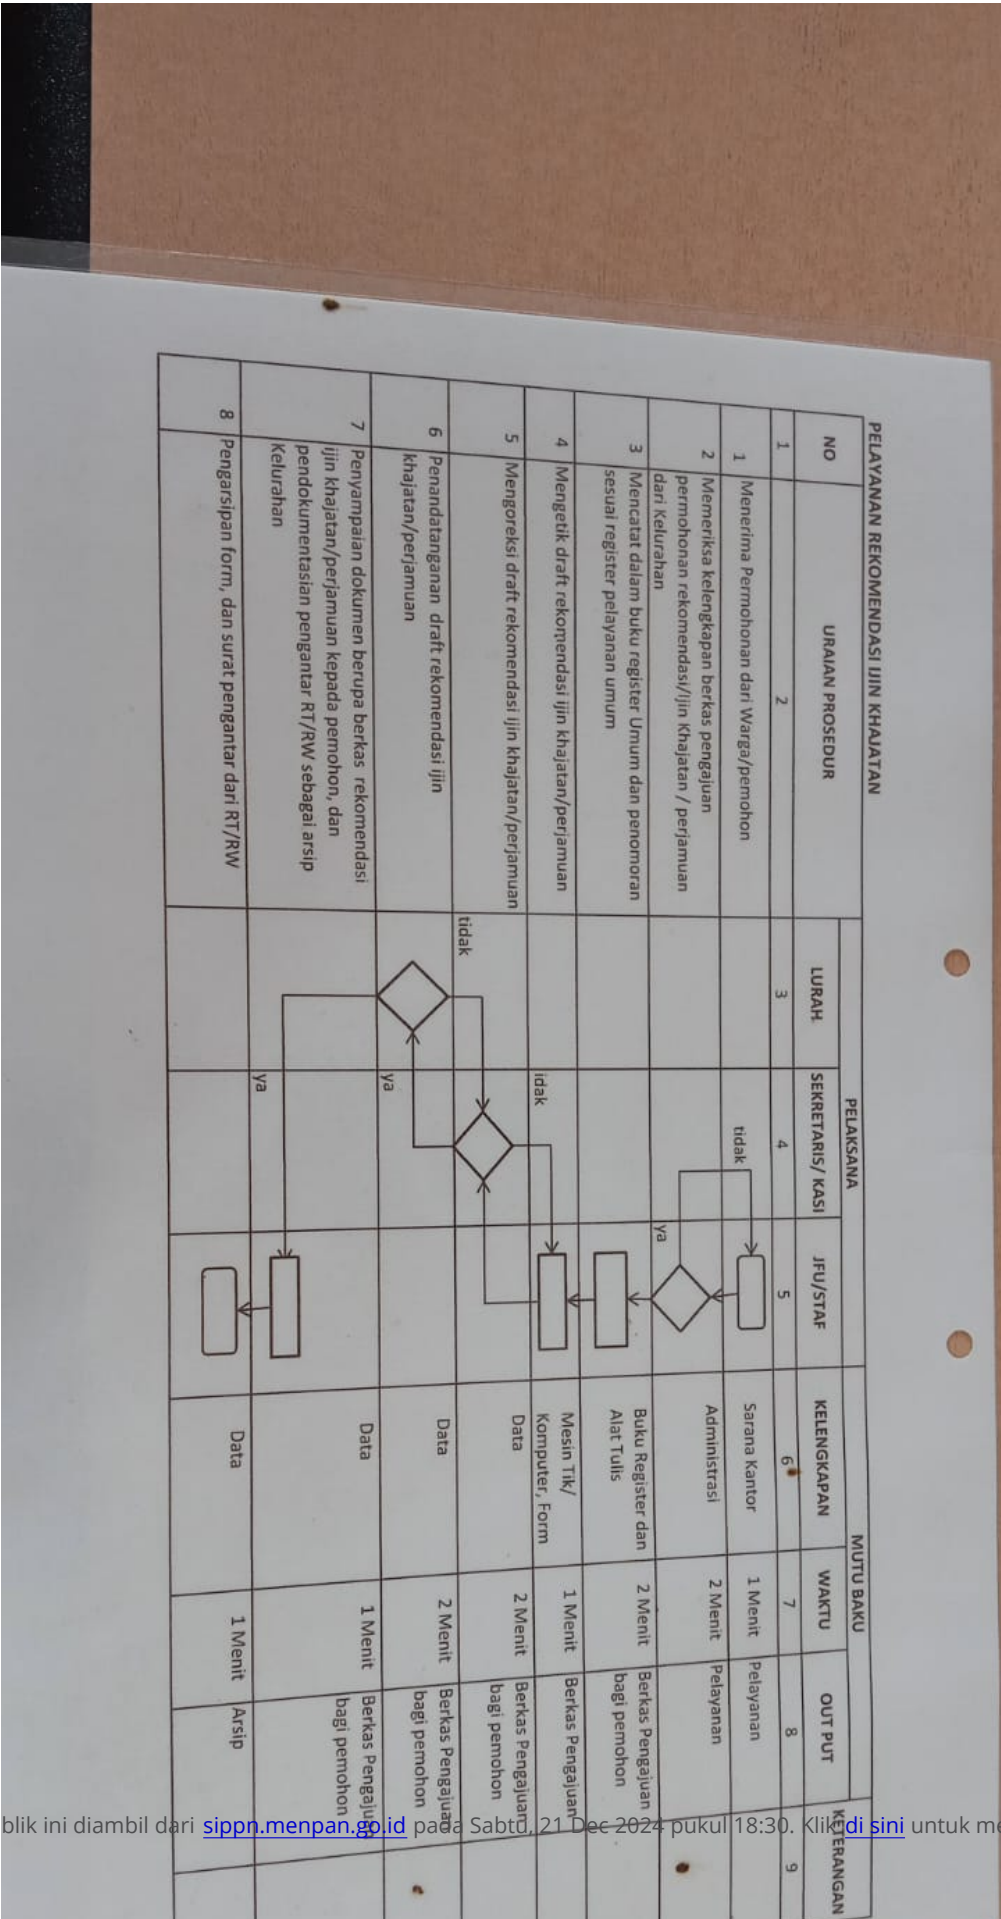 PELAYANAN REKOMENDASI IJIN KHAJATAN
NO
URAIAN PROSEDUR
PELAKSANA
LURAH
SEKRETARIS/ KASI
JFU/STAF
MUTU BAKU
KELENGKAPAN
WAKTU
OUT PUT
KETERANGAN
1
2
3
4
5
6
7
8
9
1
Menerima Permohonan dari Warga/pemohon
tidak
Sarana Kantor
1 Menit
Pelayanan
2
Memeriksa kelengkapan berkas pengajuan
permohonan rekomendasi/Ijin Khajatan / perjamuan
dari Kelurahan
ya
Administrasi
2 Menit
Pelayanan
3
Mencatat dalam buku register Umum dan penomoran
sesuai register pelayanan umum
Buku Register dan
Alat Tulis
2 Menit
Berkas Pengajuan
bagi pemohon
4
Mengetik draft rekomendasi ijin khajatan/perjamuan
idak
Mesin Tik/
Komputer, Form
1 Menit
Berkas Pengajuan
5
Mengoreksi draft rekomendasi ijin khajatan/perjamuan
tidak
Data
2 Menit
Berkas Pengajuan
bagi pemohon
6
Penandatanganan draft rekomendasi ijin
khajatan/perjamuan
ya
Data
2 Menit
Berkas Pengajuan
bagi pemohon
7
Penyampaian dokumen berupa berkas rekomendasi
ijin khajatan/perjamuan kepada pemohon, dan
pendokumentasian pengantar RT/RW sebagai arsip
Kelurahan
ya
Data
1 Menit
Berkas Pengajuan
bagi pemohon
8
Pengarsipan form, dan surat pengantar dari RT/RW
Data
1 Menit
Arsip
blik ini diambil dari sippn.menpan.go.id pada Sabtu, 21 Dec 2024 pukul 18:30. Klik di sini untuk me